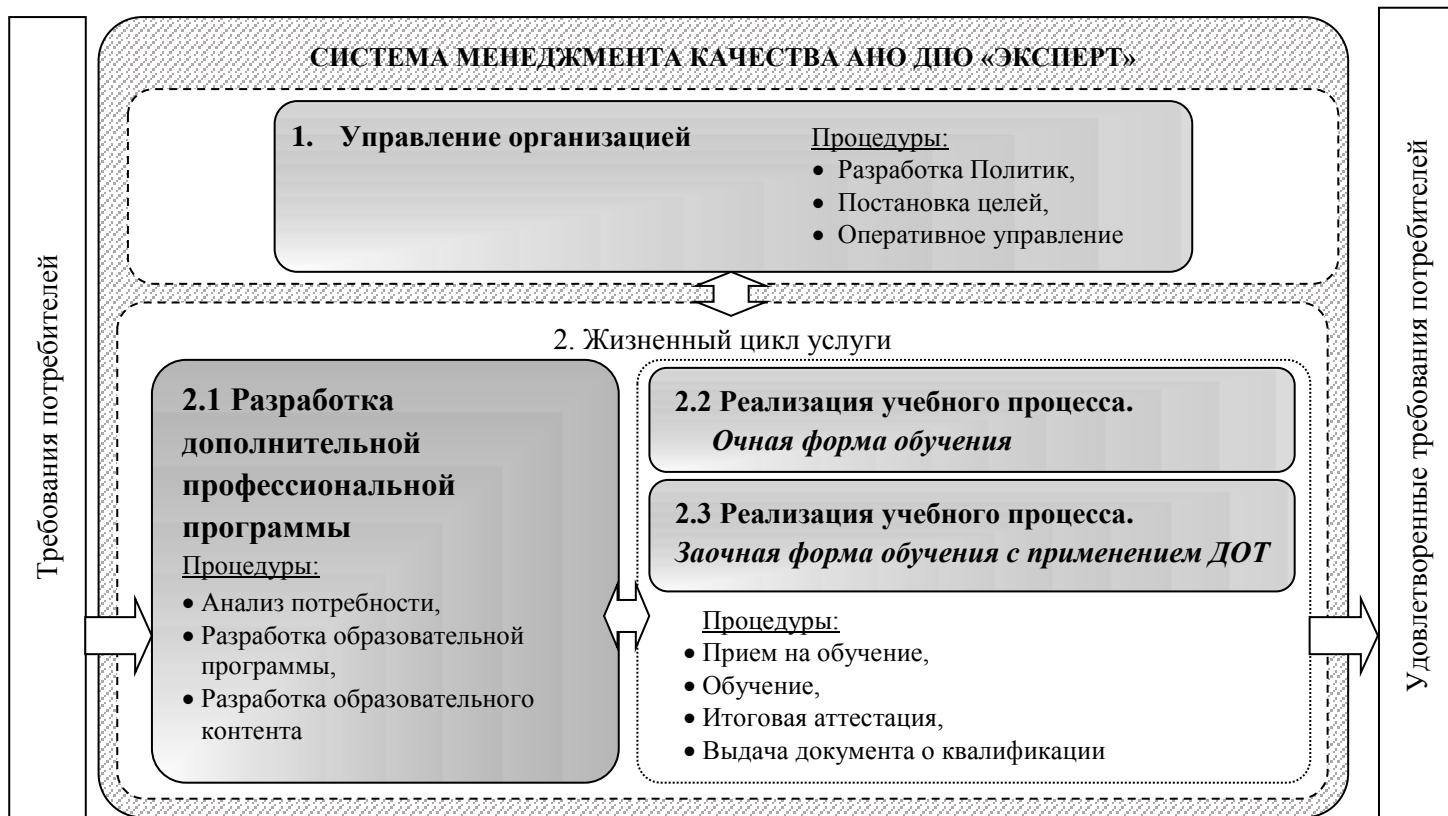 Требования потребителей
СИСТЕМА МЕНЕДЖМЕНТА КАЧЕСТВА АНО ДПО «ЭКСПЕРТ»
1. Управление организацией
Процедуры:
• Разработка Политик,
• Постановка целей,
• Оперативное управление
2. Жизненный цикл услуги
2.1 Разработка
дополнительной
профессиональной
программы
Процедуры:
• Анализ потребности,
• Разработка образовательной
программы,
• Разработка образовательного
контента
2.2 Реализация учебного процесса.
Очная форма обучения
2.3 Реализация учебного процесса.
Заочная форма обучения с применением ДОТ
Процедуры:
• Прием на обучение,
• Обучение,
• Итоговая аттестация,
• Выдача документа о квалификации
Удовлетворенные требования потребителей